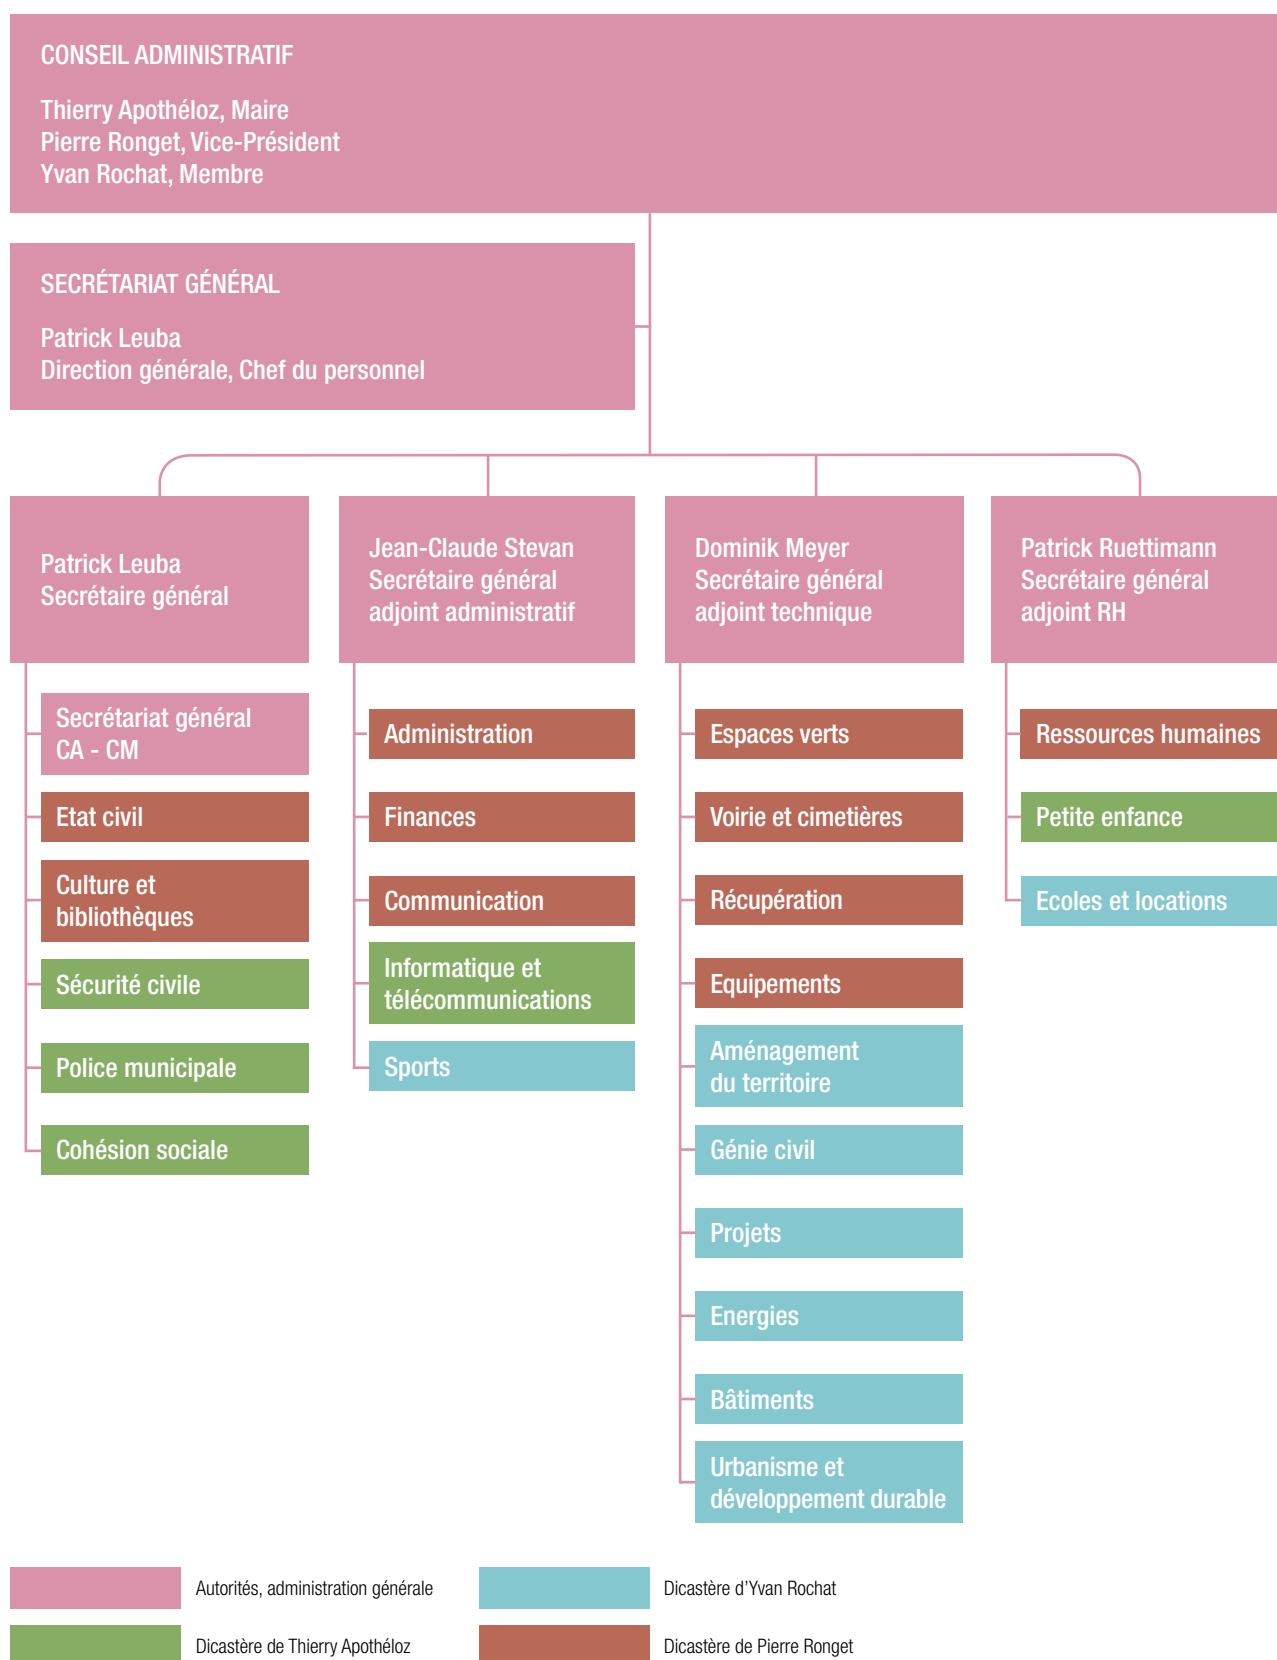 CONSEIL ADMINISTRATIF
Thierry Apothéloz, Maire
Pierre Ronget, Vice-Président
Yvan Rochat, Membre
SECRÉTARIAT GÉNÉRAL
Patrick Leuba
Direction générale, Chef du personnel
Patrick Leuba
Secrétaire général
Secrétariat général
CA - CM
Etat civil
Culture et
bibliothèques
Sécurité civile
Police municipale
Cohésion sociale
Jean-Claude Stevan
Secrétaire général
adjoint administratif
Administration
Finances
Communication
Informatique et
télécommunications
Sports
Dominik Meyer
Secrétaire général
adjoint technique
Espaces verts
Voirie et cimetières
Récupération
Equipements
Aménagement
du territoire
Génie civil
Projets
Energies
Bâtiments
Urbanisme et
développement durable
Patrick Ruettimann
Secrétaire général
adjoint RH
Ressources humaines
Petite enfance
Ecoles et locations
Autorités, administration générale
Dicastère d'Yvan Rochat
Dicastère de Thierry Apothéloz
Dicastère de Pierre Ronget